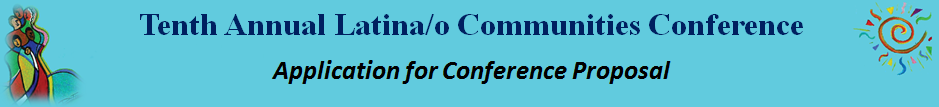 Tenth Annual Latina/o Communities Conference
Application for Conference Proposal